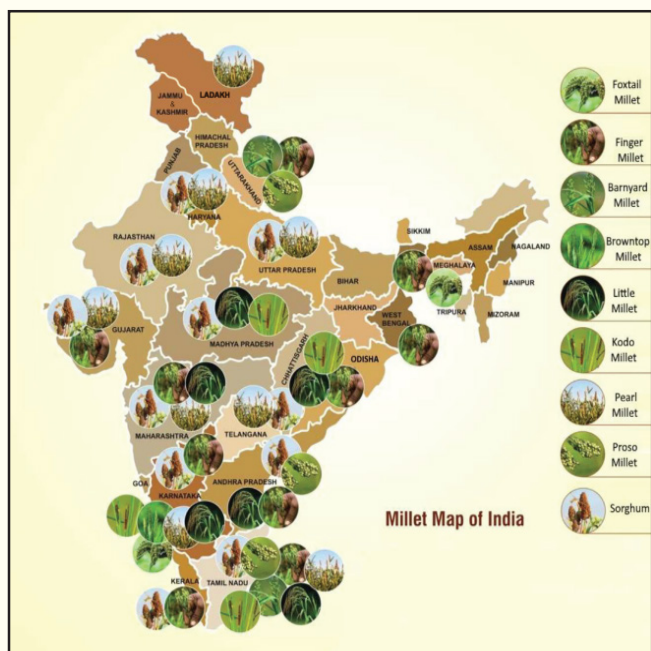 LADAKH
JAMMU
&
KASHMIR
HIMACHAL
PRADESH
PUNJAB
UTTARAKHAND
HARYANA
RAJASTHAN
UTTAR PRADESH
SIKKIM
ASSAM
NAGALAND
MEGHALAYA
MANIPUR
BIHAR
TRIPURA
MIZORAM
JHARKHAND
WEST
BENGAL
GUJARAT
MADHYA PRADESH
CHHATTISGARH
ODISHA
MAHARASHTRA
TELANGANA
GOA
KARNATAKA
ANDHRA PRADESH
KERALA
TAMIL NADU
Millet Map of India
Foxtail
Millet
Finger
Millet
Barnyard
Millet
Browntop
Millet
Little
Millet
Kodo
Millet
Pearl
Millet
Proso
Millet
Sorghum